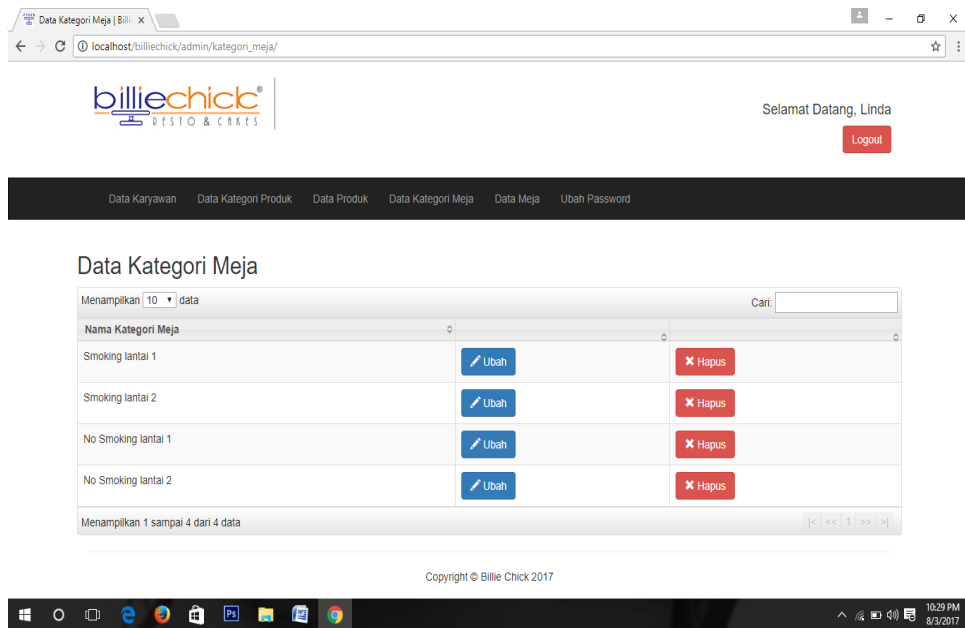 Data Kategori Meja | Billi
localhost/billiechick/admin/kategori_meja/
billiechick®
RESTO & CAKES
Selamat Datang, Linda
Logout
Data Karyawan Data Kategori Produk Data Produk Data Kategori Meja Data Meja Ubah Password
Data Kategori Meja
Menampilkan 10 data Cari:
Nama Kategori Meja
Smoking lantai 1 Ubah Hapus
Smoking lantai 2 Ubah Hapus
No Smoking lantai 1 Ubah Hapus
No Smoking lantai 2 Ubah Hapus
Menampilkan 1 sampai 4 dari 4 data |< << 1 >> >|
Copyright © Billie Chick 2017
Ps
10:29 PM
8/3/2017